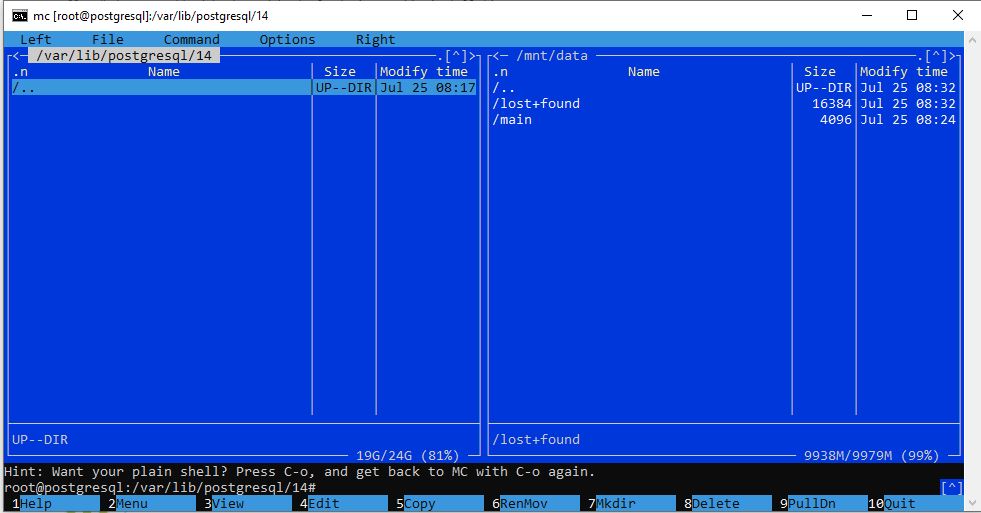 mc [root@postgresql]:/var/lib/postgresql/14
Left File Command Options Right
<─ /var/lib/postgresql/14 .[^]> <─ /mnt/data .[^]>
.n Name Size Modify time .n Name Size Modify time
/.. UP--DIR Jul 25 08:17 /.. UP--DIR Jul 25 08:32
/lost+found 16384 Jul 25 08:32
/main 4096 Jul 25 08:24
UP--DIR /lost+found
19G/24G (81%) 9938M/9979M (99%)
Hint: Want your plain shell? Press C-o, and get back to MC with C-o again.
root@postgresql:/var/lib/postgresql/14# [^]
1Help 2Menu 3View 4Edit 5Copy 6RenMov 7Mkdir 8Delete 9PullDn 10Quit